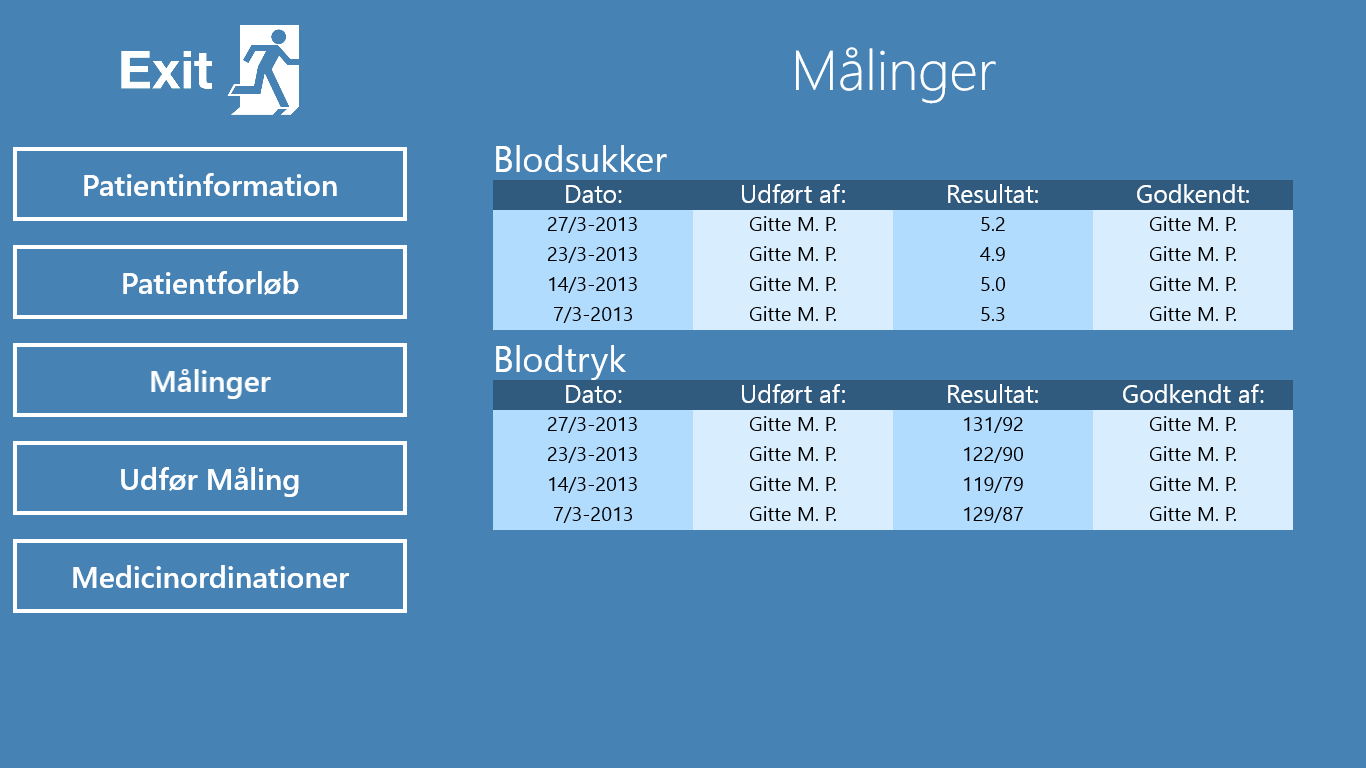 Exit
Målinger
Patientinformation
Patientforløb
Målinger
Udfør Måling
Medicinordinationer
Blodsukker
Dato: Udført af: Resultat: Godkendt:
27/3-2013 Gitte M. P. 5.2 Gitte M. P.
23/3-2013 Gitte M. P. 4.9 Gitte M. P.
14/3-2013 Gitte M. P. 5.0 Gitte M. P.
7/3-2013 Gitte M. P. 5.3 Gitte M. P.
Blodtryk
Dato: Udført af: Resultat: Godkendt af:
27/3-2013 Gitte M. P. 131/92 Gitte M. P.
23/3-2013 Gitte M. P. 122/90 Gitte M. P.
14/3-2013 Gitte M. P. 119/79 Gitte M. P.
7/3-2013 Gitte M. P. 129/87 Gitte M. P.